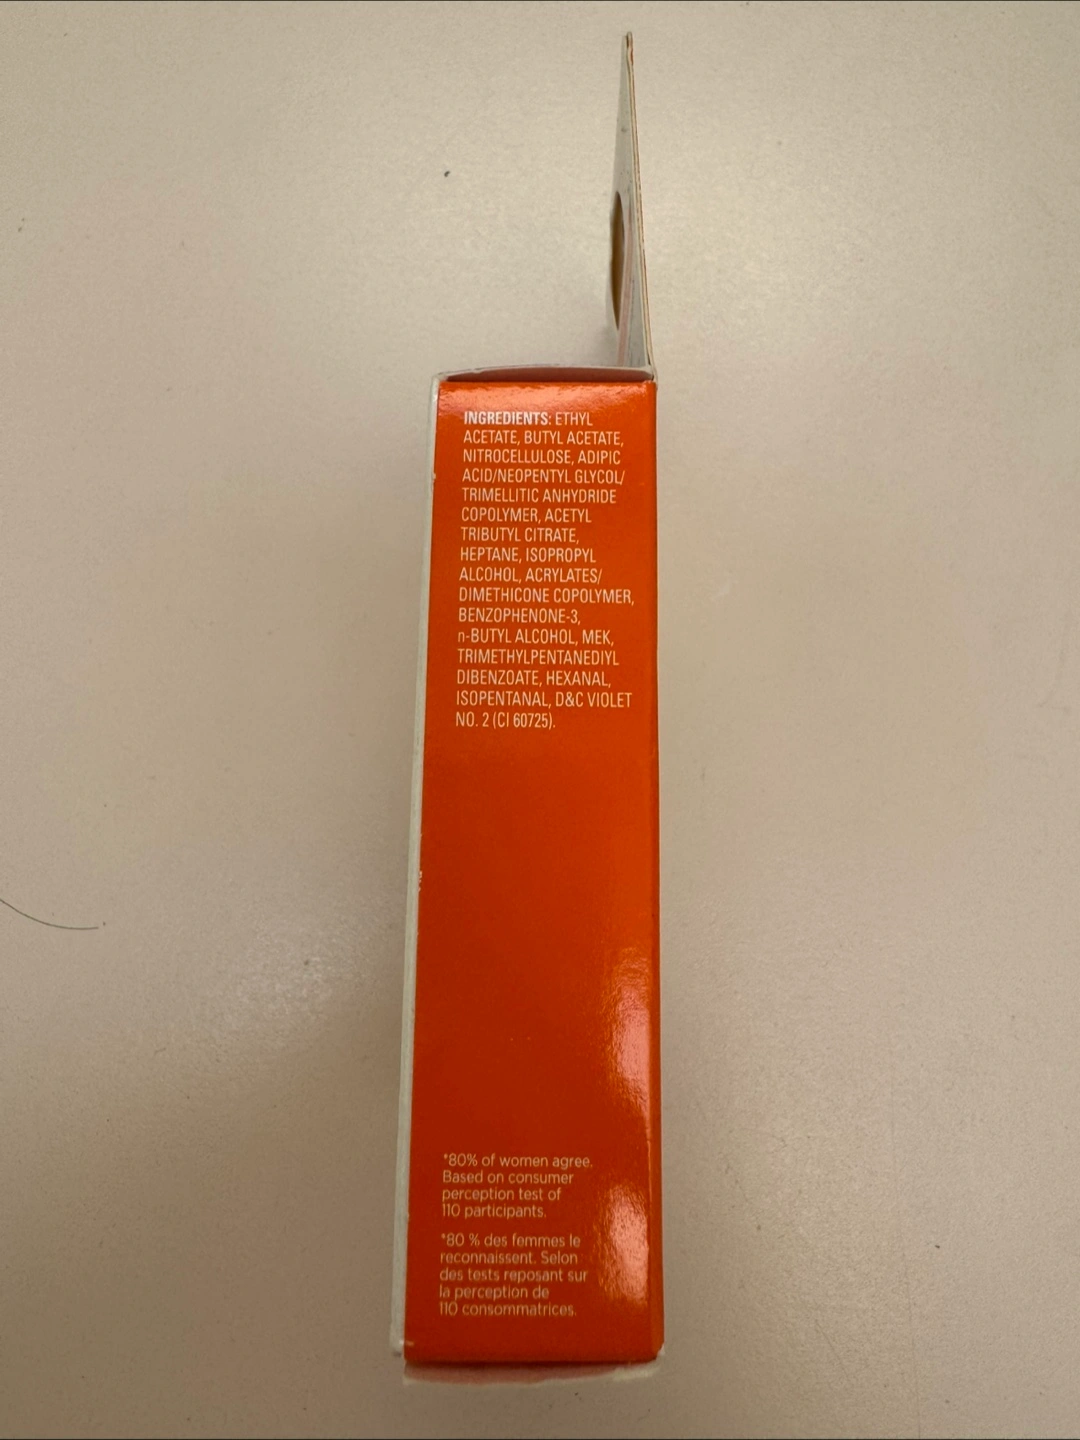 INGREDIENTS: ETHYL
ACETATE, BUTYL ACETATE,
NITROCELLULOSE, ADIPIC
ACID/NEOPENTYL GLYCOL/
TRIMELLITIC ANHYDRIDE
COPOLYMER, ACETYL
TRIBUTYL CITRATE,
HEPTANE, ISOPROPYL
ALCOHOL, ACRYLATES/
DIMETHICONE COPOLYMER,
BENZOPHENONE-3,
n-BUTYL ALCOHOL, MEK,
TRIMETHYLPENTANEDIYL
DIBENZOATE, HEXANAL,
ISOPENTANAL, D&C VIOLET
NO. 2 (CI 60725).
*80% of women agree.
Based on consumer
perception test of
110 participants.
*80 % des femmes le
reconnaissent. Selon
des tests reposant sur
la perception de
110 consommatrices.